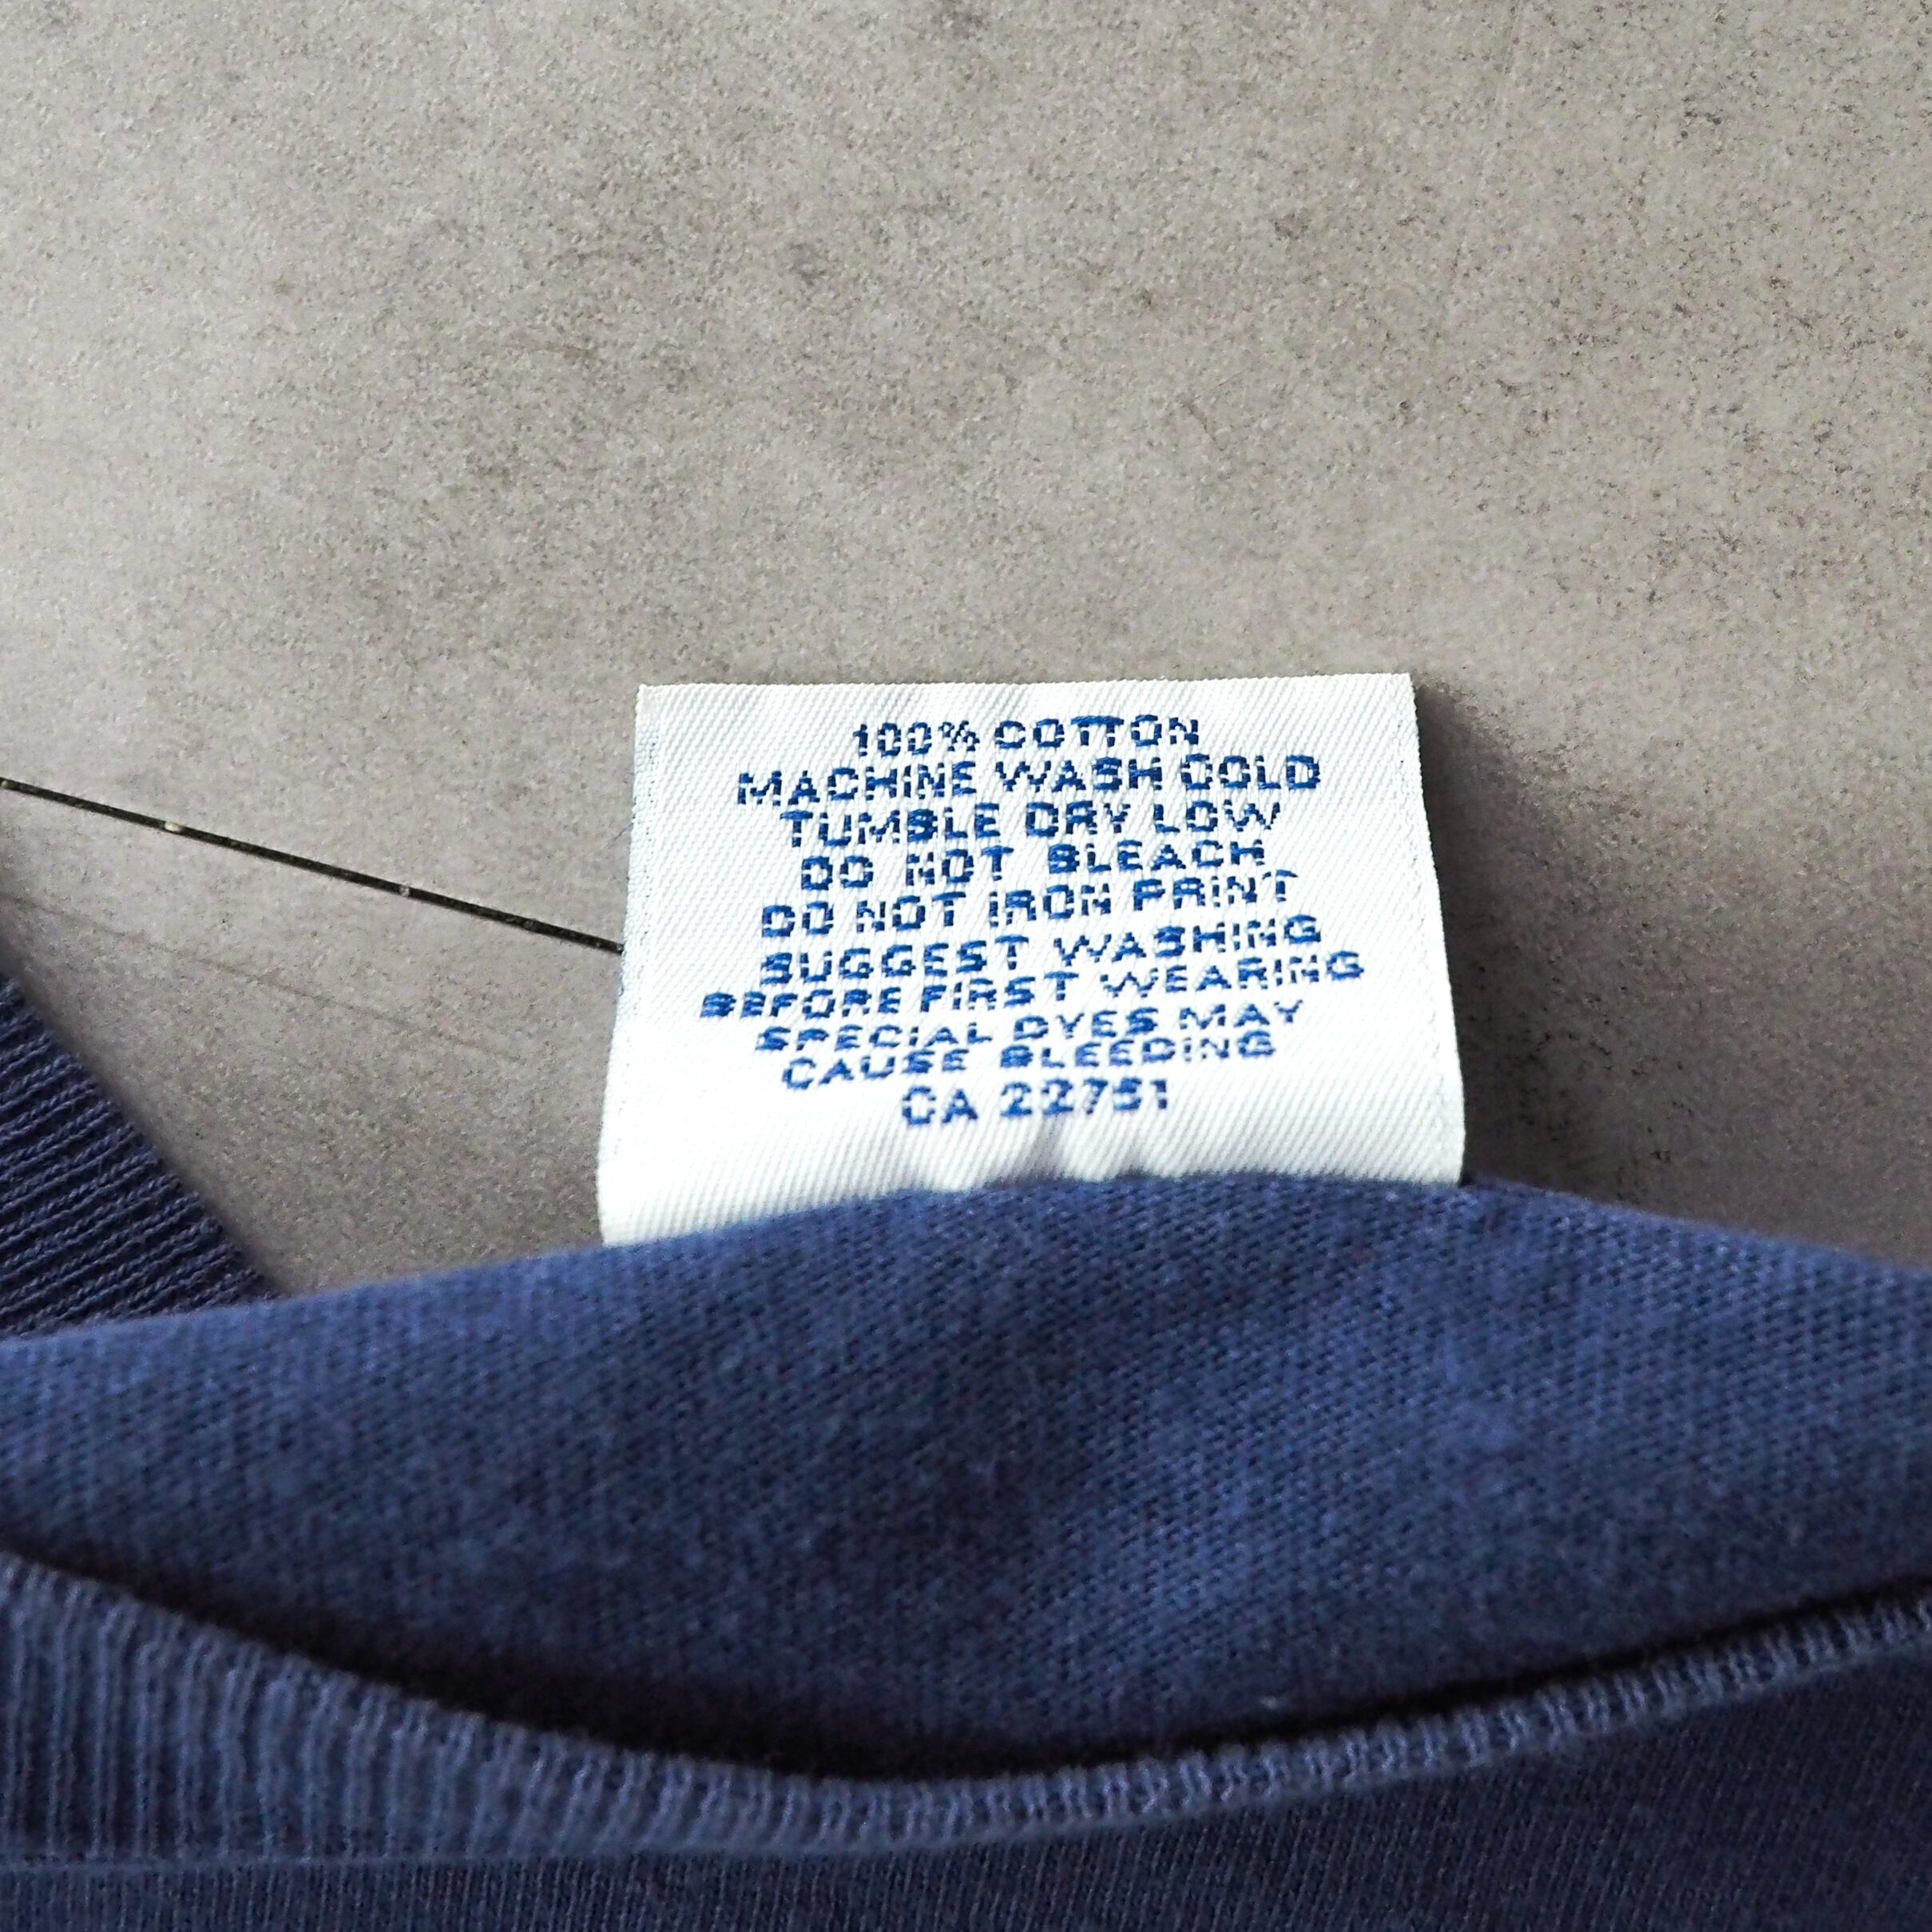 100% COTTON
MACHINE WASH COLD
TUMBLE DRY LOW
DO NOT BLEACH
DO NOT IRON PRINT
SUGGEST WASHING
BEFORE FIRST WEARING
SPECIAL DYES MAY
CAUSE BLEEDING
CA 22751